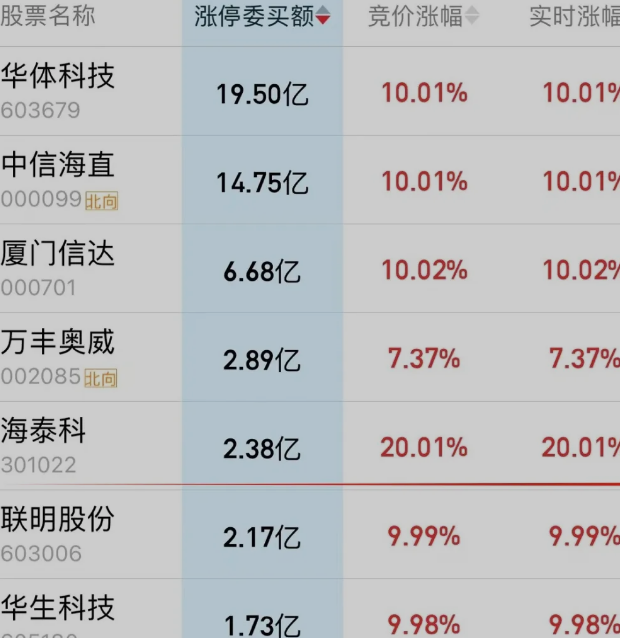 股票名称 涨停委买额 竞价涨幅 实时涨幅
华体科技 19.50亿 10.01% 10.01%
603679
中信海直 14.75亿 10.01% 10.01%
000099 北向
厦门信达 6.68亿 10.02% 10.02%
000701
万丰奥威 2.89亿 7.37% 7.37%
002085 北向
海泰科 2.38亿 20.01% 20.01%
301022
联明股份 2.17亿 9.99% 9.99%
603006
华生科技 1.73亿 9.98% 9.98%